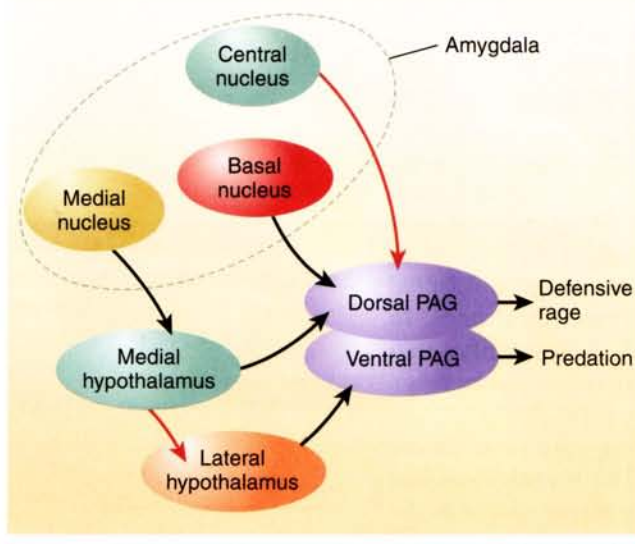 Amygdala
Central
nucleus
Basal
nucleus
Medial
nucleus
Dorsal PAG
Defensive
rage
Medial
hypothalamus
Ventral PAG
Predation
Lateral
hypothalamus